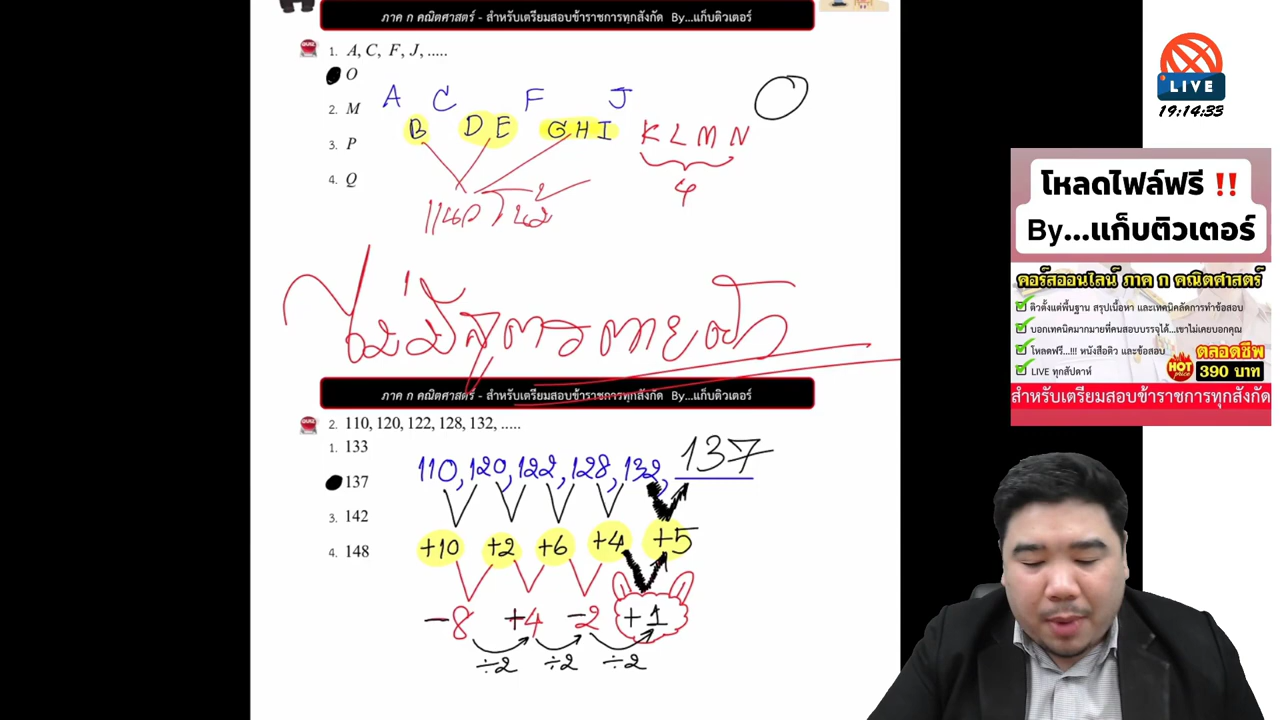 ภาค ก คณิตศาสตร์ - สำหรับเตรียมสอบข้าราชการทุกสังกัด By...แก็บติวเตอร์
1. A, C, F, J, .....
O
2. M
3. P
4. Q
A C F J
B D E G H I K L M N
4
แนวโน้ม
ไม่มีสูตรตายตัว
ภาค ก คณิตศาสตร์ - สำหรับเตรียมสอบข้าราชการทุกสังกัด By...แก็บติวเตอร์
2. 110, 120, 122, 128, 132, .....
1. 133
137
3. 142
4. 148
110, 120, 122, 128, 132, 137
+10 +2 +6 +4 +5
-8 +4 -2 +1
÷2 ÷2 ÷2
LIVE
19:14:33
โหลดไฟล์ฟรี ‼️
By...แก็บติวเตอร์
คอร์สออนไลน์ ภาค ก คณิตศาสตร์
ติวตั้งแต่พื้นฐาน สรุปเนื้อหา และเทคนิคลัดการทำข้อสอบ
บอกเทคนิคมากมายที่คนสอบบรรจุได้...เขาไม่เคยบอกคุณ
โหลดฟรี...!!! หนังสือติว และข้อสอบ
LIVE ทุกสัปดาห์
HOT price
ตลอดชีพ
390 บาท
สำหรับเตรียมสอบข้าราชการทุกสังกัด